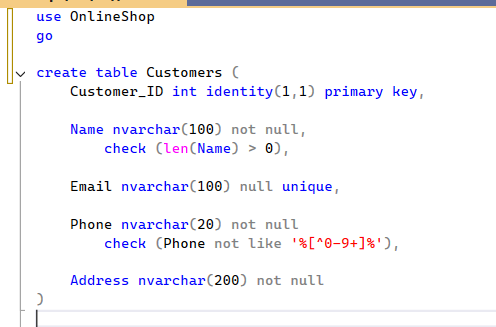 use OnlineShop
go
create table Customers (
Customer_ID int identity(1,1) primary key,
Name nvarchar(100) not null,
check (len(Name) > 0),
Email nvarchar(100) null unique,
Phone nvarchar(20) not null
check (Phone not like '%[^0-9+]%'),
Address nvarchar(200) not null
)